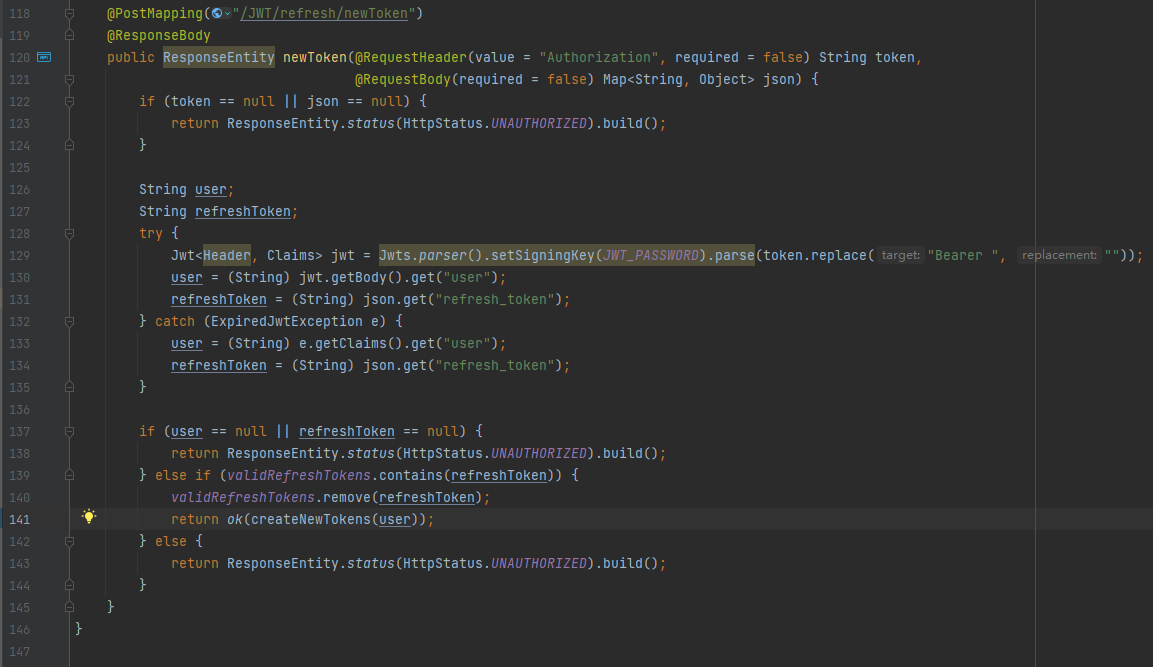 118 @PostMapping("/JWT/refresh/newToken")
119 @ResponseBody
120 public ResponseEntity newToken(@RequestHeader(value = "Authorization", required = false) String token,
121 @RequestBody(required = false) Map<String, Object> json) {
122 if (token == null || json == null) {
123 return ResponseEntity.status(HttpStatus.UNAUTHORIZED).build();
124 }
125
126 String user;
127 String refreshToken;
128 try {
129 Jwt<Header, Claims> jwt = Jwts.parser().setSigningKey(JWT_PASSWORD).parse(token.replace( target: "Bearer ", replacement: ""));
130 user = (String) jwt.getBody().get("user");
131 refreshToken = (String) json.get("refresh_token");
132 } catch (ExpiredJwtException e) {
133 user = (String) e.getClaims().get("user");
134 refreshToken = (String) json.get("refresh_token");
135 }
136
137 if (user == null || refreshToken == null) {
138 return ResponseEntity.status(HttpStatus.UNAUTHORIZED).build();
139 } else if (validRefreshTokens.contains(refreshToken)) {
140 validRefreshTokens.remove(refreshToken);
141 return ok(createNewTokens(user));
142 } else {
143 return ResponseEntity.status(HttpStatus.UNAUTHORIZED).build();
144 }
145 }
146 }
147